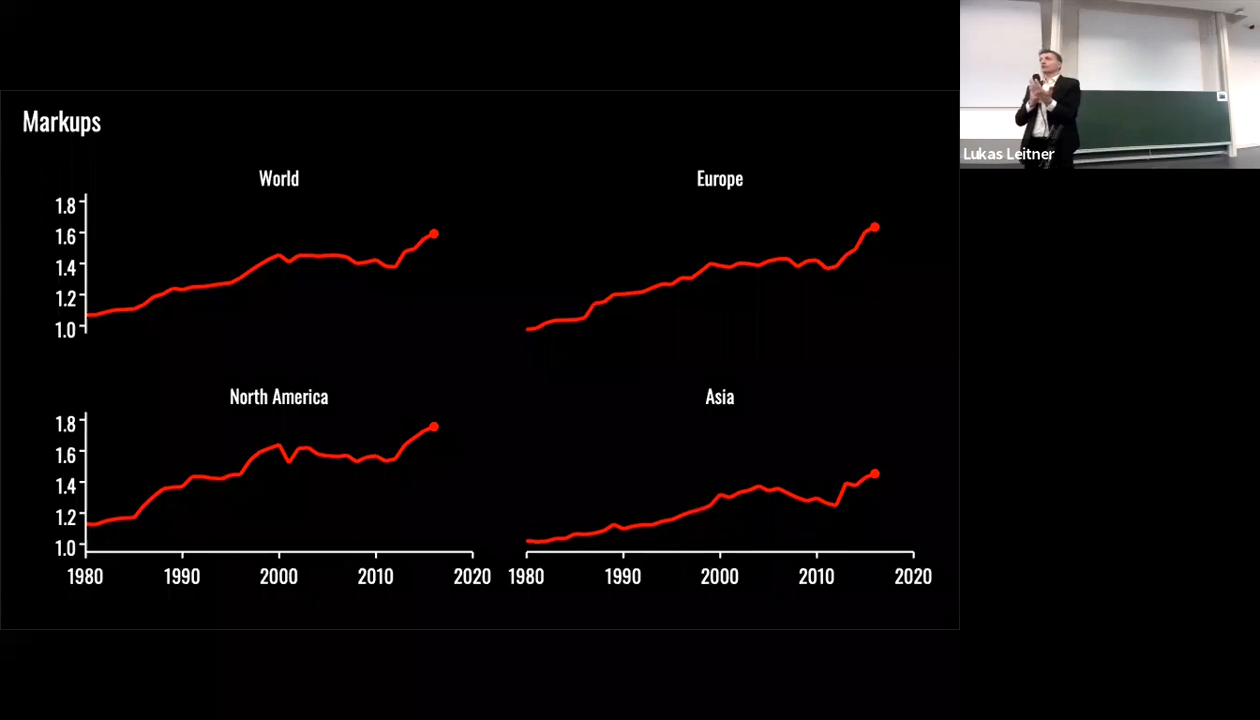 Markups
World
Europe
1.8
1.6
1.4
1.2
1.0
North America
Asia
1.8
1.6
1.4
1.2
1.0
1980 1990 2000 2010 2020 1980 1990 2000 2010 2020
Lukas Leitner